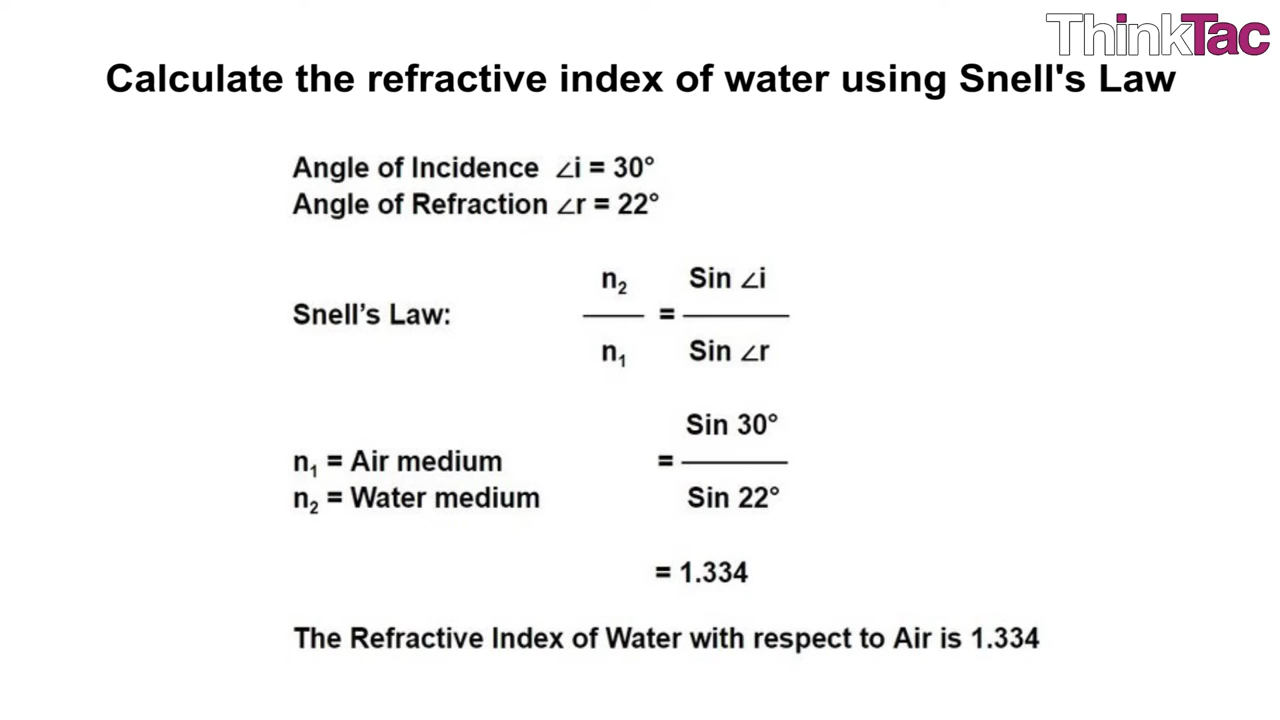 ThinkTac
Calculate the refractive index of water using Snell's Law
Angle of Incidence ∠i = 30°
Angle of Refraction ∠r = 22°
Snell’s Law:
n₂
Sin ∠i
=
n₁
Sin ∠r
Sin 30°
n₁ = Air medium
=
n₂ = Water medium
Sin 22°
= 1.334
The Refractive Index of Water with respect to Air is 1.334